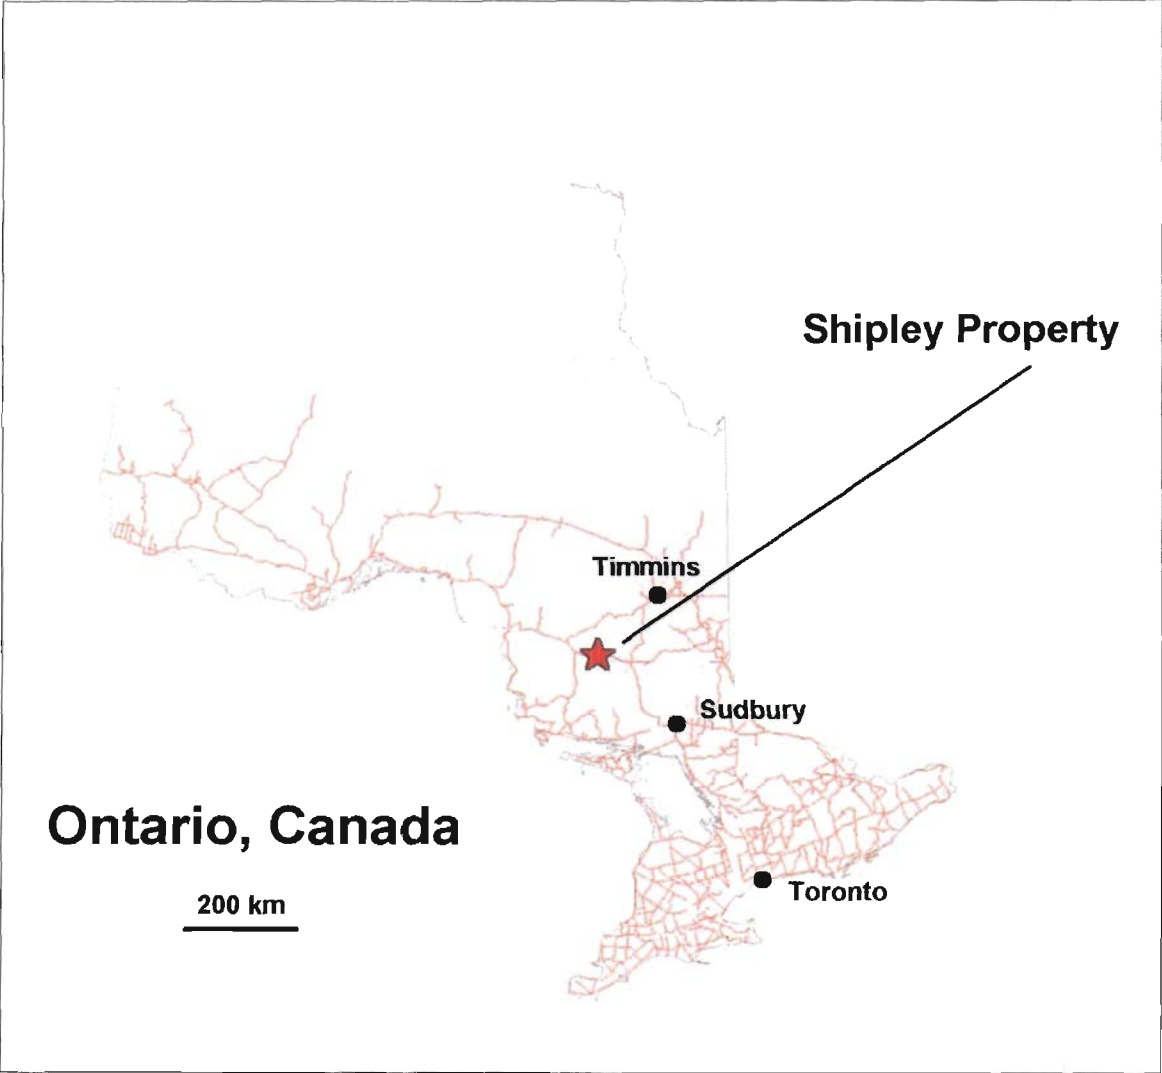 Shipley Property
Timmins
Sudbury
Ontario, Canada
200 km
Toronto